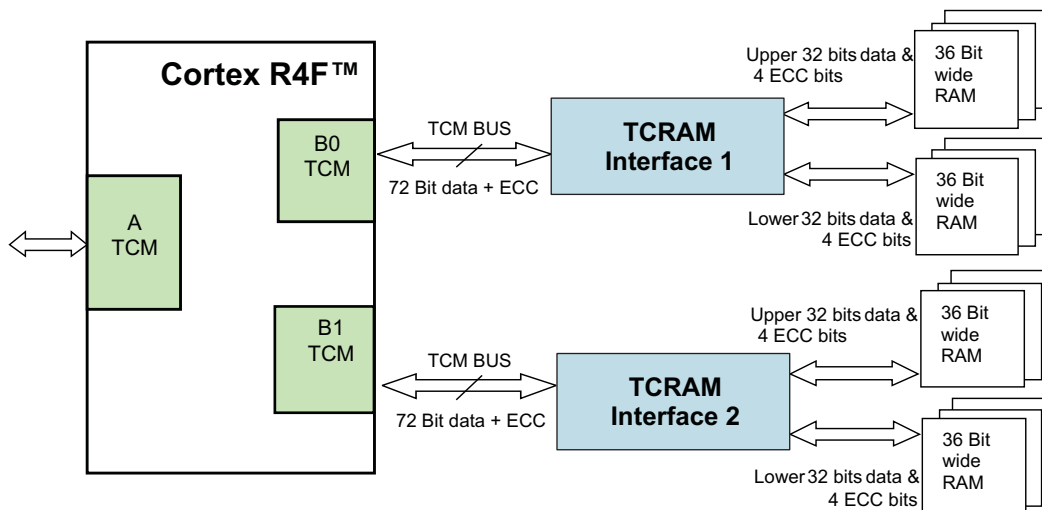 Cortex R4F™
A
TCM
B0
TCM
B1
TCM
TCM BUS
72 Bit data + ECC
TCRAM
Interface 1
Upper 32 bits data &
4 ECC bits
36 Bit
wide
RAM
Lower 32 bits data &
4 ECC bits
36 Bit
wide
RAM
TCM BUS
72 Bit data + ECC
TCRAM
Interface 2
Upper 32 bits data &
4 ECC bits
36 Bit
wide
RAM
Lower 32 bits data &
4 ECC bits
36 Bit
wide
RAM